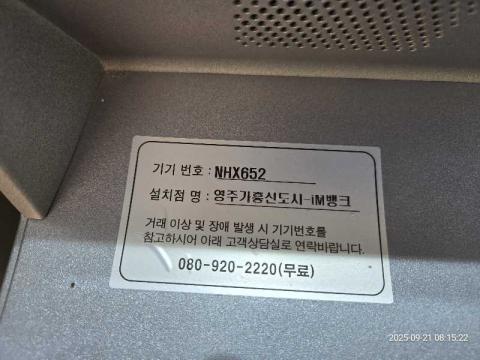 기기 번호 : NHX652
설치점 명 : 영주가흥신도시-iM뱅크
거래 이상 및 장애 발생 시 기기번호를
참고하시어 아래 고객상담실로 연락바랍니다.
080-920-2220(무료)
2025-09-21 08:15:22